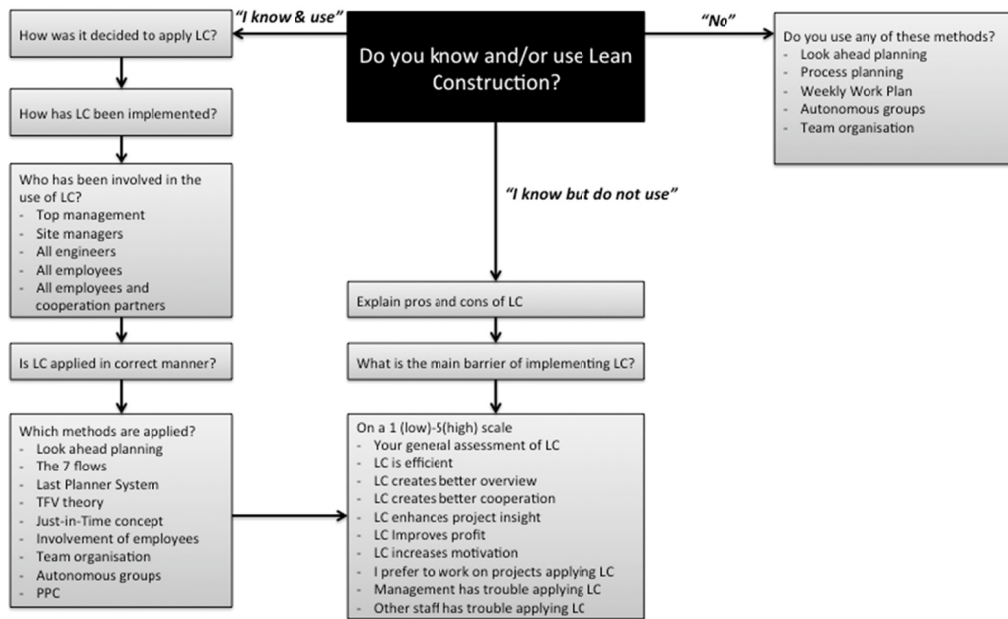 "I know & use"
"No"
How was it decided to apply LC?
Do you know and/or use Lean
Construction?
Do you use any of these methods?
- Look ahead planning
- Process planning
- Weekly Work Plan
- Autonomous groups
- Team organisation
How has LC been implemented?
Who has been involved in the
use of LC?
- Top management
- Site managers
- All engineers
- All employees
- All employees and
cooperation partners
"I know but do not use"
Is LC applied in correct manner?
Explain pros and cons of LC
What is the main barrier of implementing LC?
Which methods are applied?
- Look ahead planning
- The 7 flows
- Last Planner System
- TFV theory
- Just-in-Time concept
- Involvement of employees
- Team organisation
- Autonomous groups
- PPC
On a 1 (low)-5(high) scale
- Your general assessment of LC
- LC is efficient
- LC creates better overview
- LC creates better cooperation
- LC enhances project insight
- LC Improves profit
- LC increases motivation
- I prefer to work on projects applying LC
- Management has trouble applying LC
- Other staff has trouble applying LC